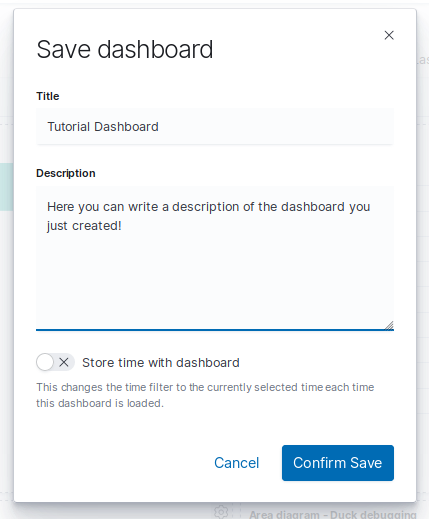 Save dashboard
Title
Tutorial Dashboard
Description
Here you can write a description of the dashboard you
just created!
Store time with dashboard
This changes the time filter to the currently selected time each time
this dashboard is loaded.
Cancel
Confirm Save
Area diagram - Duck debugging